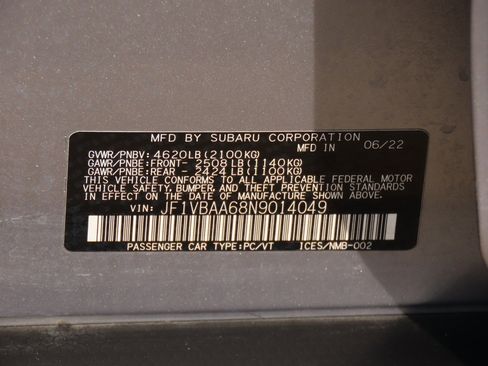 MFD BY SUBARU CORPORATION
MFD IN 06/22
GVWR/PNBV: 4620LB(2100KG)
GAWR/PNBE:FRONT- 2508LB(1140KG)
GAWR/PNBE:REAR - 2424LB(1100KG)
THIS VEHICLE CONFORMS TO ALL APPLICABLE FEDERAL MOTOR
VEHICLE SAFETY, BUMPER, AND THEFT PREVENTION STANDARDS
IN EFFECT ON THE DATE OF MANUFACTURE SHOWN ABOVE.
VIN: JF1VBAA68N9014049
PASSENGER CAR TYPE:PC/VT ICES/NMB-002